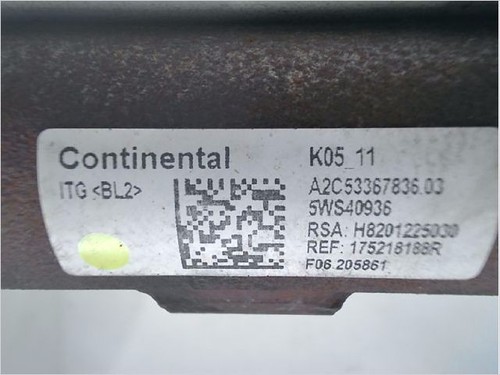 Continental
ITG <BL2>
K05_11
A2C53367836.03
5WS40936
RSA: H8201225030
REF: 175218188R
F06 205861